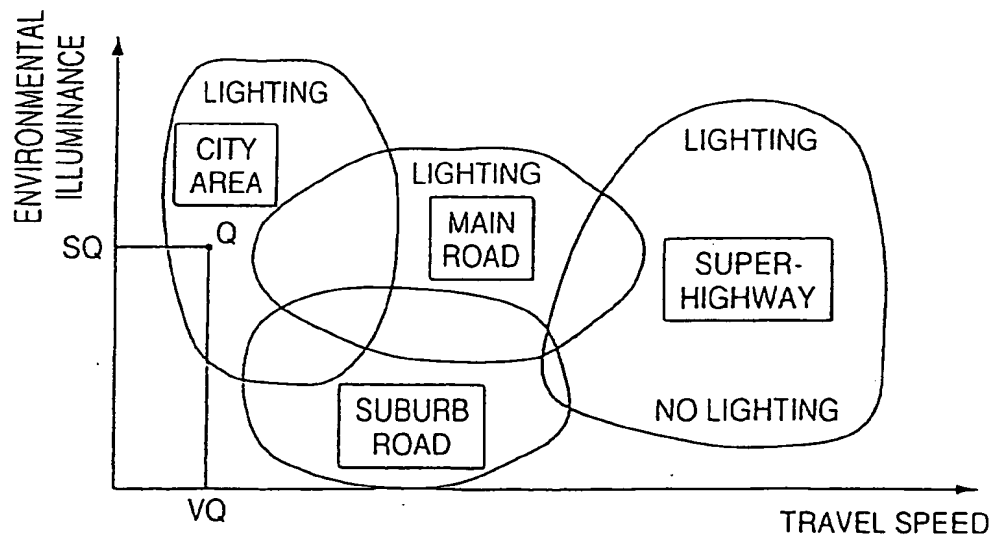 ENVIRONMENTAL
ILLUMINANCE
LIGHTING
CITY
AREA
LIGHTING
MAIN
ROAD
LIGHTING
SUPER-
HIGHWAY
SQ
Q
SUBURB
ROAD
NO LIGHTING
VQ
TRAVEL SPEED